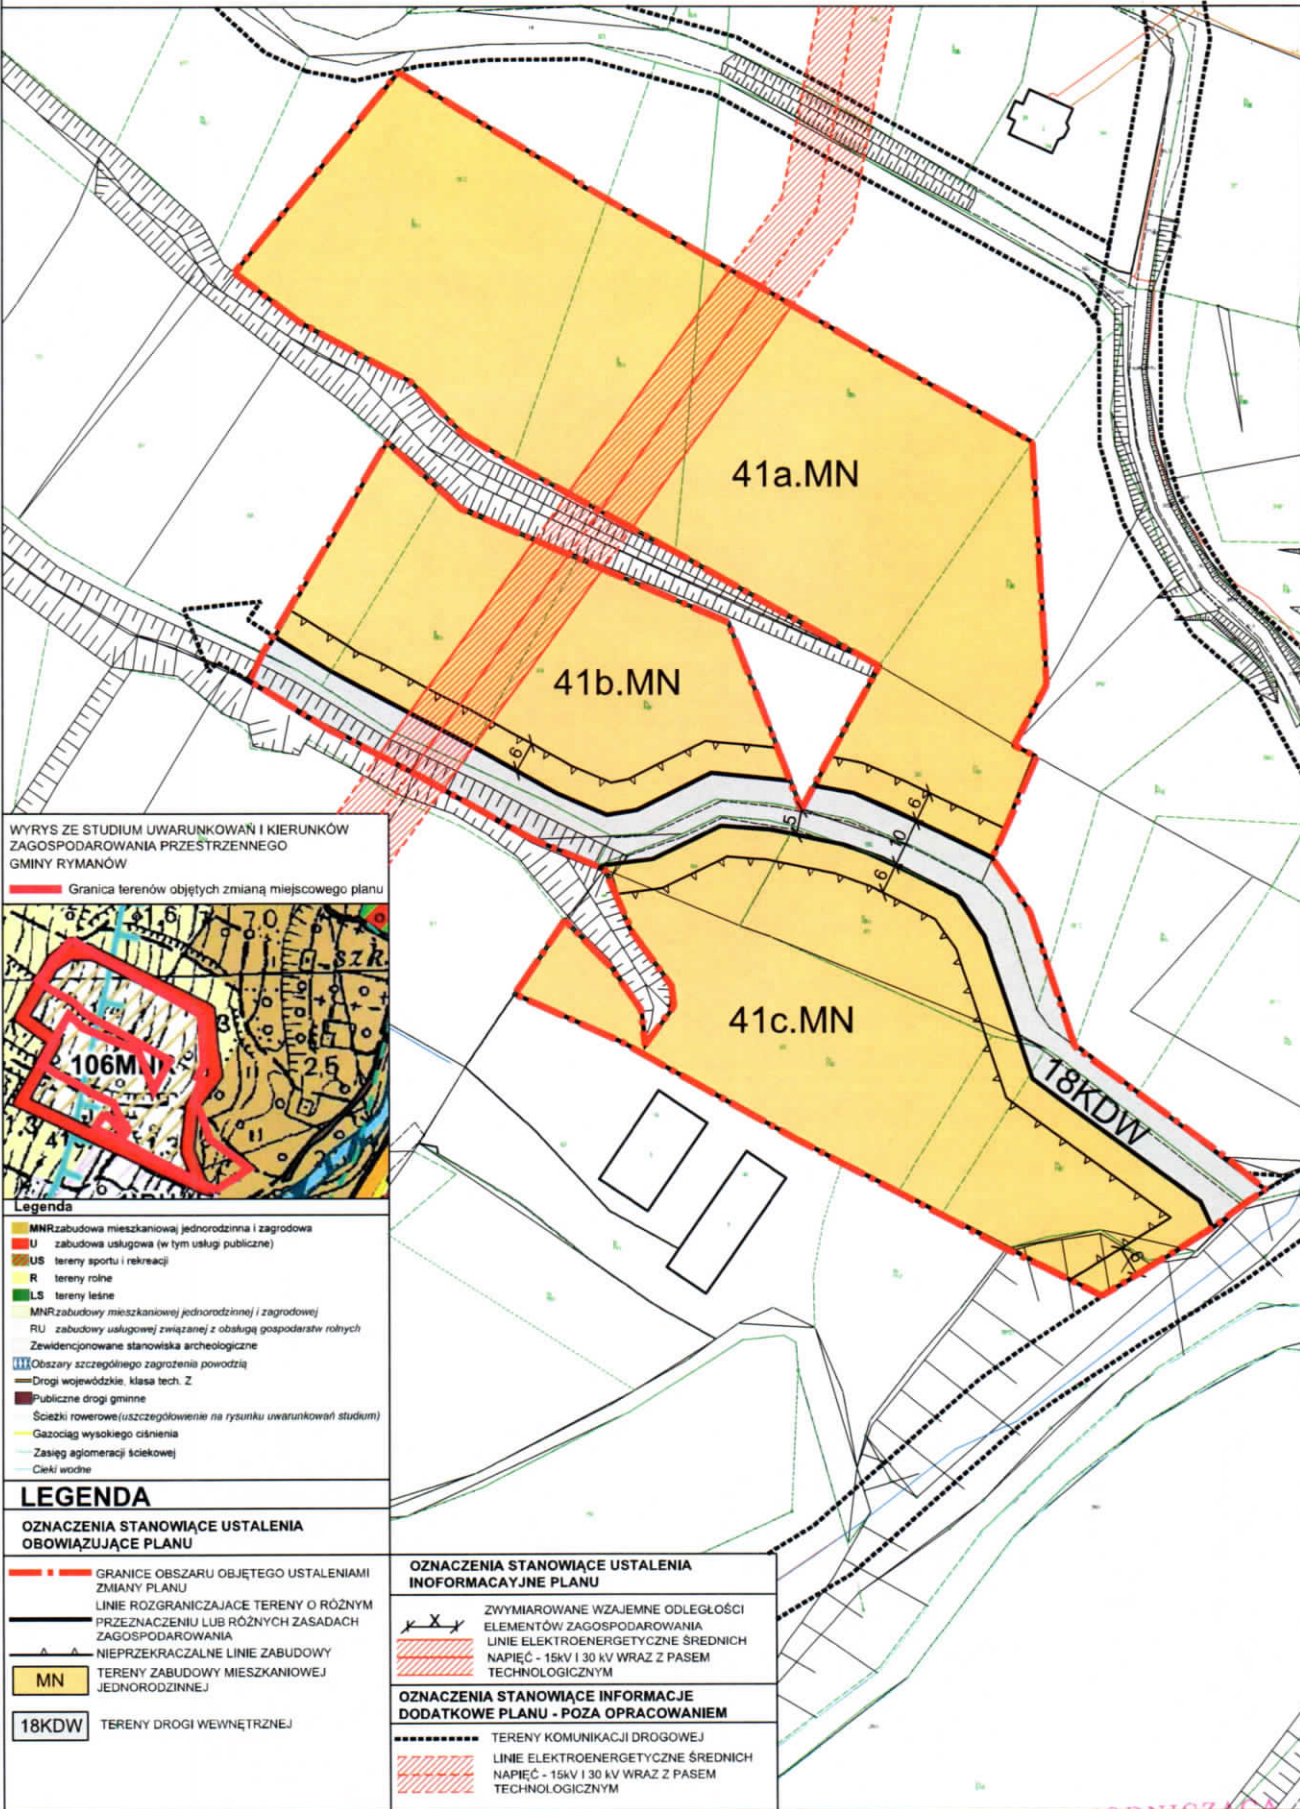 41a.MN
41b.MN
6
5
10
6
6
41c.MN
18KDW
6
WYRYS ZE STUDIUM UWARUNKOWAŃ I KIERUNKÓW
ZAGOSPODAROWANIA PRZESTRZENNEGO
GMINY RYMANÓW
Granica terenów objętych zmianą miejscowego planu
szk.
106MNR
Legenda
MNR zabudowa mieszkaniowaj jednorodzinna i zagrodowa
U zabudowa usługowa (w tym usługi publiczne)
US tereny sportu i rekreacji
R tereny rolne
LS tereny leśne
MNR zabudowy mieszkaniowej jednorodzinnej i zagrodowej
RU zabudowy usługowej związanej z obsługą gospodarstw rolnych
Zewidencjonowane stanowiska archeologiczne
Obszary szczególnego zagrożenia powodzią
Drogi wojewódzkie, klasa tech. Z
Publiczne drogi gminne
Ścieżki rowerowe(uszczegółowienie na rysunku uwarunkowań studium)
Gazociąg wysokiego ciśnienia
Zasięg aglomeracji ściekowej
Cieki wodne
LEGENDA
OZNACZENIA STANOWIĄCE USTALENIA
OBOWIĄZUJĄCE PLANU
GRANICE OBSZARU OBJĘTEGO USTALENIAMI
ZMIANY PLANU
LINIE ROZGRANICZAJACE TERENY O RÓŻNYM
PRZEZNACZENIU LUB RÓŻNYCH ZASADACH
ZAGOSPODAROWANIA
NIEPRZEKRACZALNE LINIE ZABUDOWY
MN TERENY ZABUDOWY MIESZKANIOWEJ
JEDNORODZINNEJ
18KDW TERENY DROGI WEWNĘTRZNEJ
OZNACZENIA STANOWIĄCE USTALENIA
INOFORMACAYJNE PLANU
X ZWYMIAROWANE WZAJEMNE ODLEGŁOŚCI
ELEMENTÓW ZAGOSPODAROWANIA
LINIE ELEKTROENERGETYCZNE ŚREDNICH
NAPIĘĆ - 15kV I 30 kV WRAZ Z PASEM
TECHNOLOGICZNYM
OZNACZENIA STANOWIĄCE INFORMACJE
DODATKOWE PLANU - POZA OPRACOWANIEM
TERENY KOMUNIKACJI DROGOWEJ
LINIE ELEKTROENERGETYCZNE ŚREDNICH
NAPIĘĆ - 15kV I 30 kV WRAZ Z PASEM
TECHNOLOGICZNYM